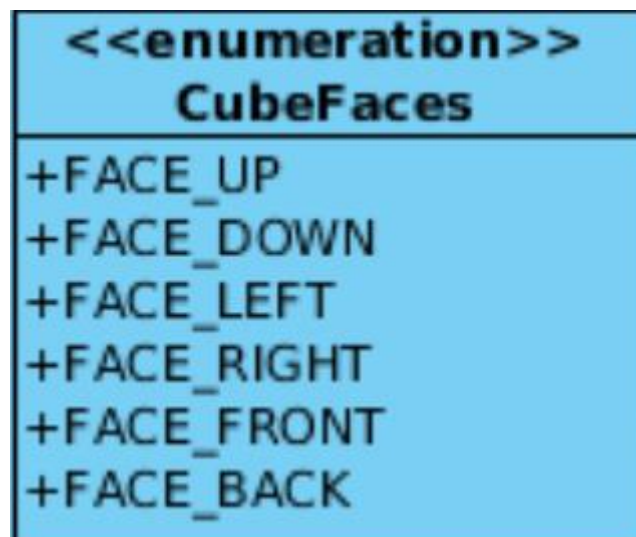 <<enumeration>>
CubeFaces
+FACE_UP
+FACE_DOWN
+FACE_LEFT
+FACE_RIGHT
+FACE_FRONT
+FACE_BACK